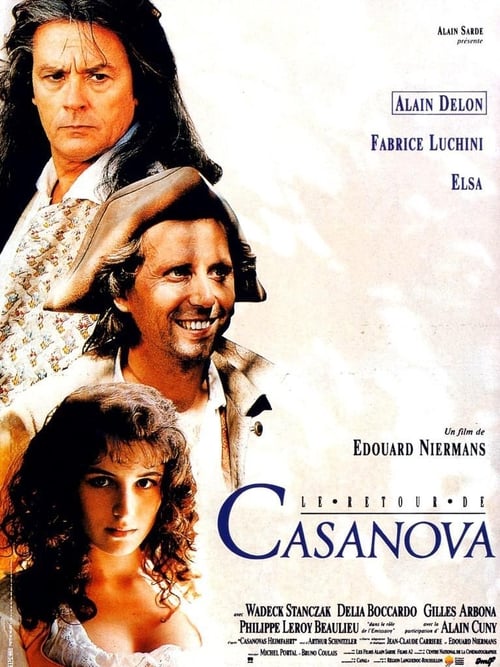 ALAIN SARDE
présente
ALAIN DELON
FABRICE LUCHINI
ELSA
Un film de
EDOUARD NIERMANS
LE • RETOUR • DE
CASANOVA
avec WADECK STANCZAK DELIA BOCCARDO GILLES ARBONA
PHILIPPE LEROY BEAULIEU "dans le rôle de l'Emissaire" avec la participation d' ALAIN CUNY
d'après "CASANOVAS HEIMFAHRT" ARTHUR SCHNITZLER JEAN-CLAUDE CARRIERE EDOUARD NIERMANS
MICHEL PORTAL • BRUNO COULAIS LES FILMS ALAIN SARDE FILMS A2 CENTRE NATIONAL DE LA CINEMATOGRAPHIE
CANAL+ REGION LANGUEDOC ROUSSILLON